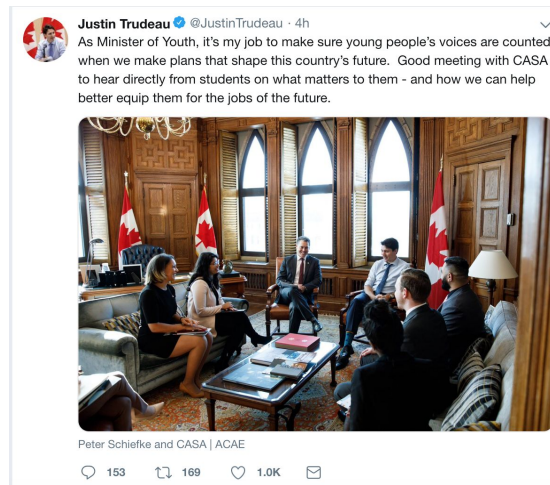 Justin Trudeau @JustinTrudeau · 4h
As Minister of Youth, it's my job to make sure young people's voices are counted
when we make plans that shape this country's future.  Good meeting with CASA
to hear directly from students on what matters to them - and how we can help
better equip them for the jobs of the future.
Peter Schiefke and CASA | ACAE
153 169 1.0K